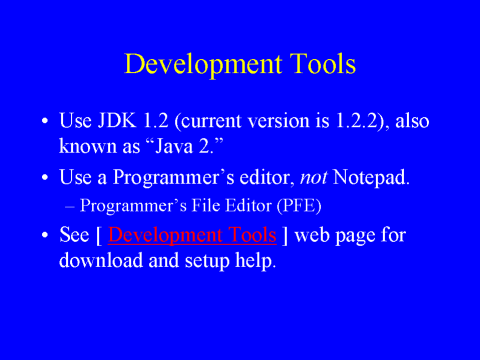 Development Tools
• Use JDK 1.2 (current version is 1.2.2), also
known as “Java 2.”
• Use a Programmer’s editor, not Notepad.
– Programmer’s File Editor (PFE)
• See [ Development Tools ] web page for
download and setup help.